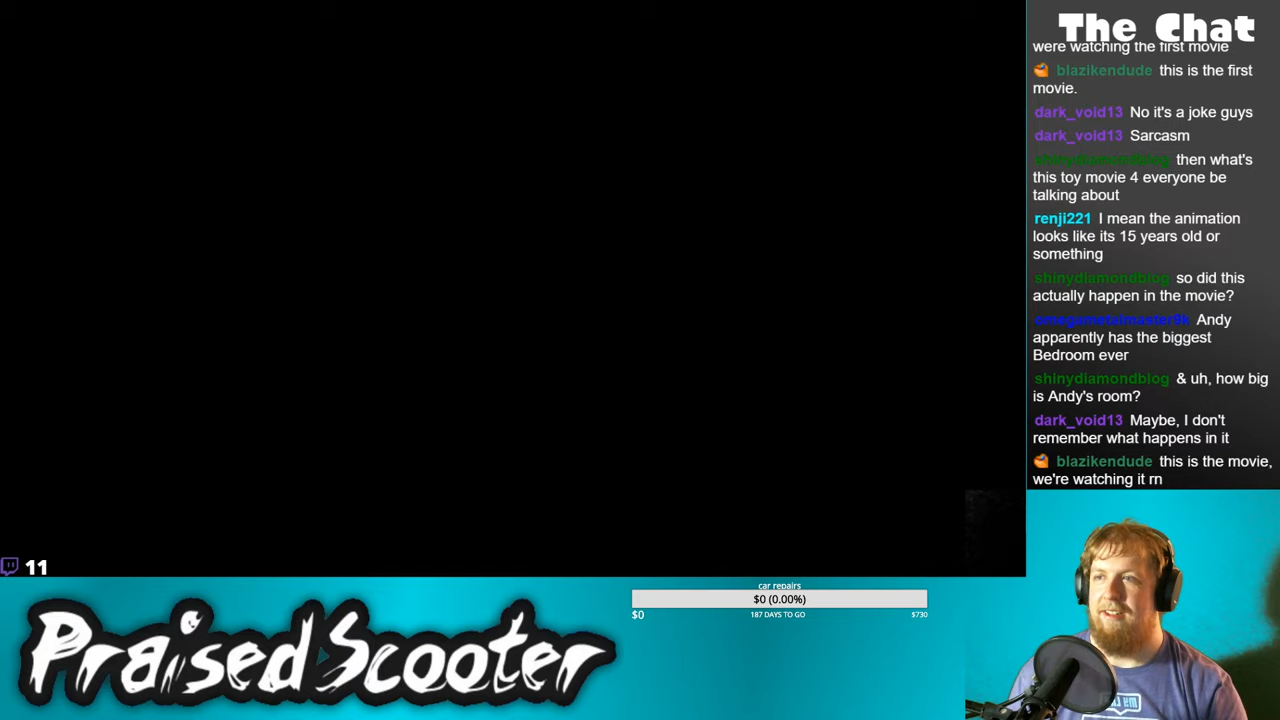 The Chat
were watching the first movie
blazikendude this is the first
movie.
dark_void13 No it's a joke guys
dark_void13 Sarcasm
shinydiamondblog then what's
this toy movie 4 everyone be
talking about
renji221 I mean the animation
looks like its 15 years old or
something
shinydiamondblog so did this
actually happen in the movie?
omegametalmaster9k Andy
apparently has the biggest
Bedroom ever
shinydiamondblog & uh, how big
is Andy's room?
dark_void13 Maybe, I don't
remember what happens in it
blazikendude this is the movie,
we're watching it rn
11
car repairs
$0 (0.00%)
$0 187 DAYS TO GO $730
PraisedScooter